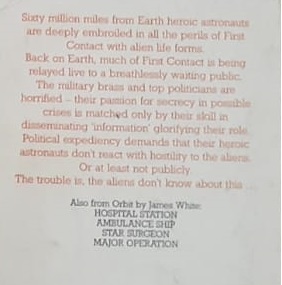 Sixty million miles from Earth heroic astronauts
are deeply embroiled in all the perils of First
Contact with alien life forms.
Back on Earth, much of First Contact is being
relayed live to a breathlessly waiting public.
The military brass and top politicians are
horrified – their passion for secrecy in possible
crises is matched only by their skill in
disseminating 'information' glorifying their role.
Political expediency demands that their heroic
astronauts don't react with hostility to the aliens.
Or at least not publicly.
The trouble is, the aliens don't know about this
Also from Orbit by James White:
HOSPITAL STATION
AMBULANCE SHIP
STAR SURGEON
MAJOR OPERATION